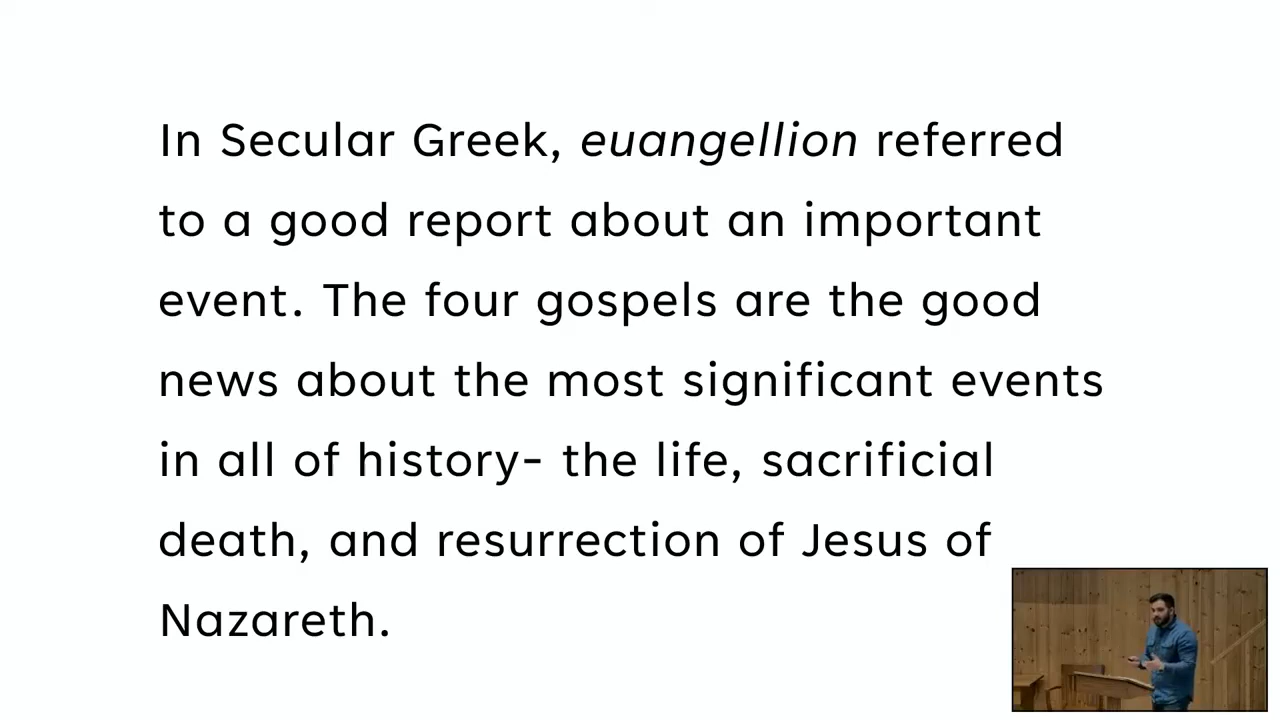 In Secular Greek, euangellion referred
to a good report about an important
event. The four gospels are the good
news about the most significant events
in all of history- the life, sacrificial
death, and resurrection of Jesus of
Nazareth.